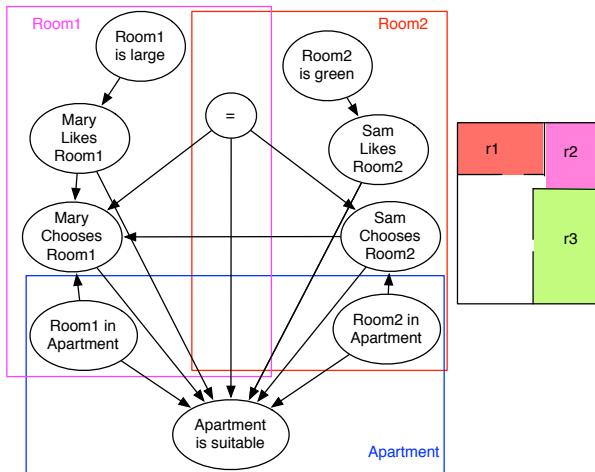 Room1
Room2
Room1
is large
Room2
is green
=
Mary
Likes
Room1
Sam
Likes
Room2
r1
r2
r3
Mary
Chooses
Room1
Sam
Chooses
Room2
Room1 in
Apartment
Room2 in
Apartment
Apartment
is suitable
Apartment